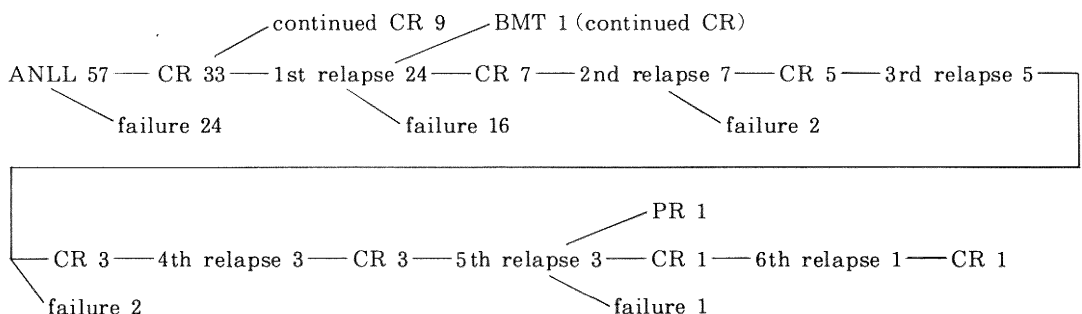 continued CR 9 BMT 1 (continued CR)
ANLL 57 CR 33 1st relapse 24 CR 7 2nd relapse 7 CR 5 3rd relapse 5
failure 24 failure 16 failure 2
PR 1
CR 3 4th relapse 3 CR 3 5th relapse 3 CR 1 6th relapse 1 CR 1
failure 2 failure 1